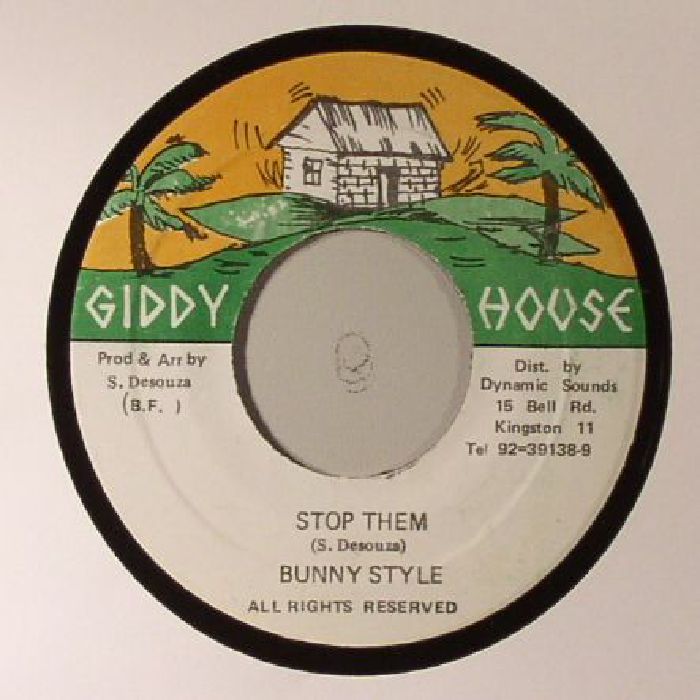 GIDDY HOUSE
Prod & Arr by
S. Desouza
(B.F. )
Dist. by
Dynamic Sounds
15 Bell Rd.
Kingston 11
Tel 92-39138-9
STOP THEM
(S. Desouza)
BUNNY STYLE
ALL RIGHTS RESERVED